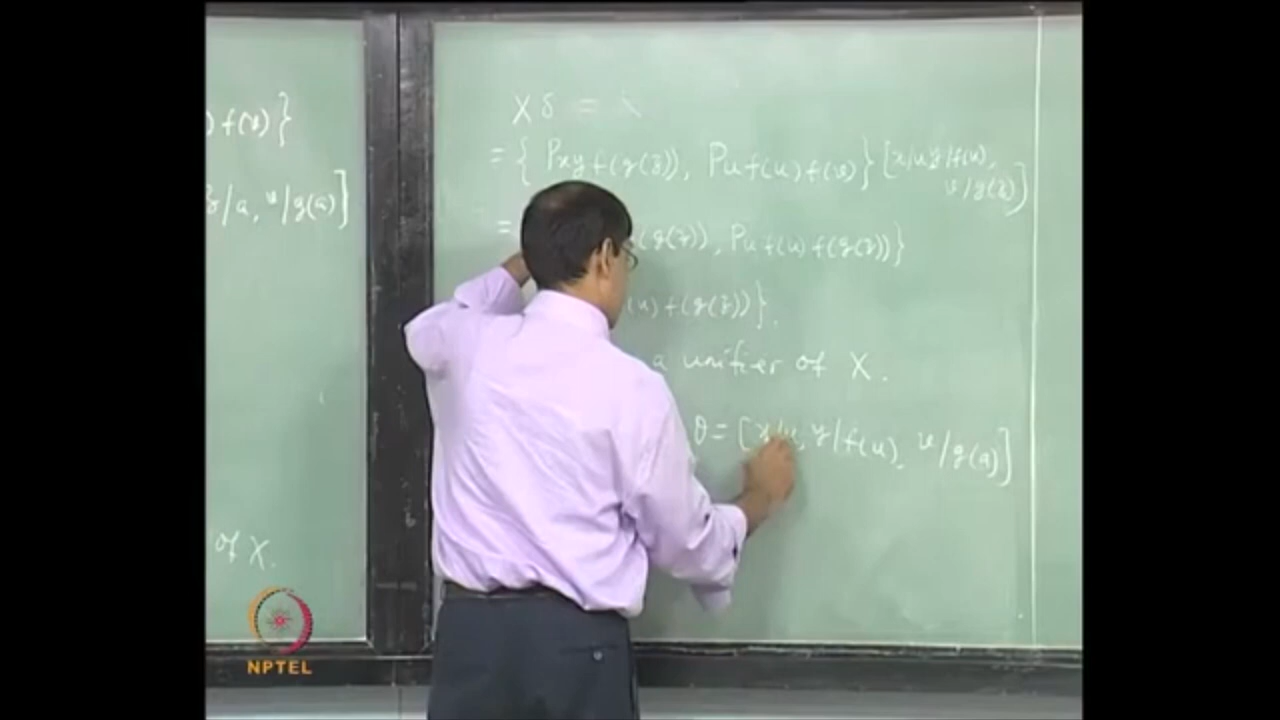 ) f(v)}
z/a, v/g(a)]
of X.
Xδ =
= { Pxyf(g(z)), Puf(u)f(v)} [x/u, y/f(u),
v/g(z)]
= (g(z)), Puf(u)f(g(z))}
(u)f(g(z))}.
a unifier of X.
θ = [x/u, y/f(u), v/g(a)]
NPTEL